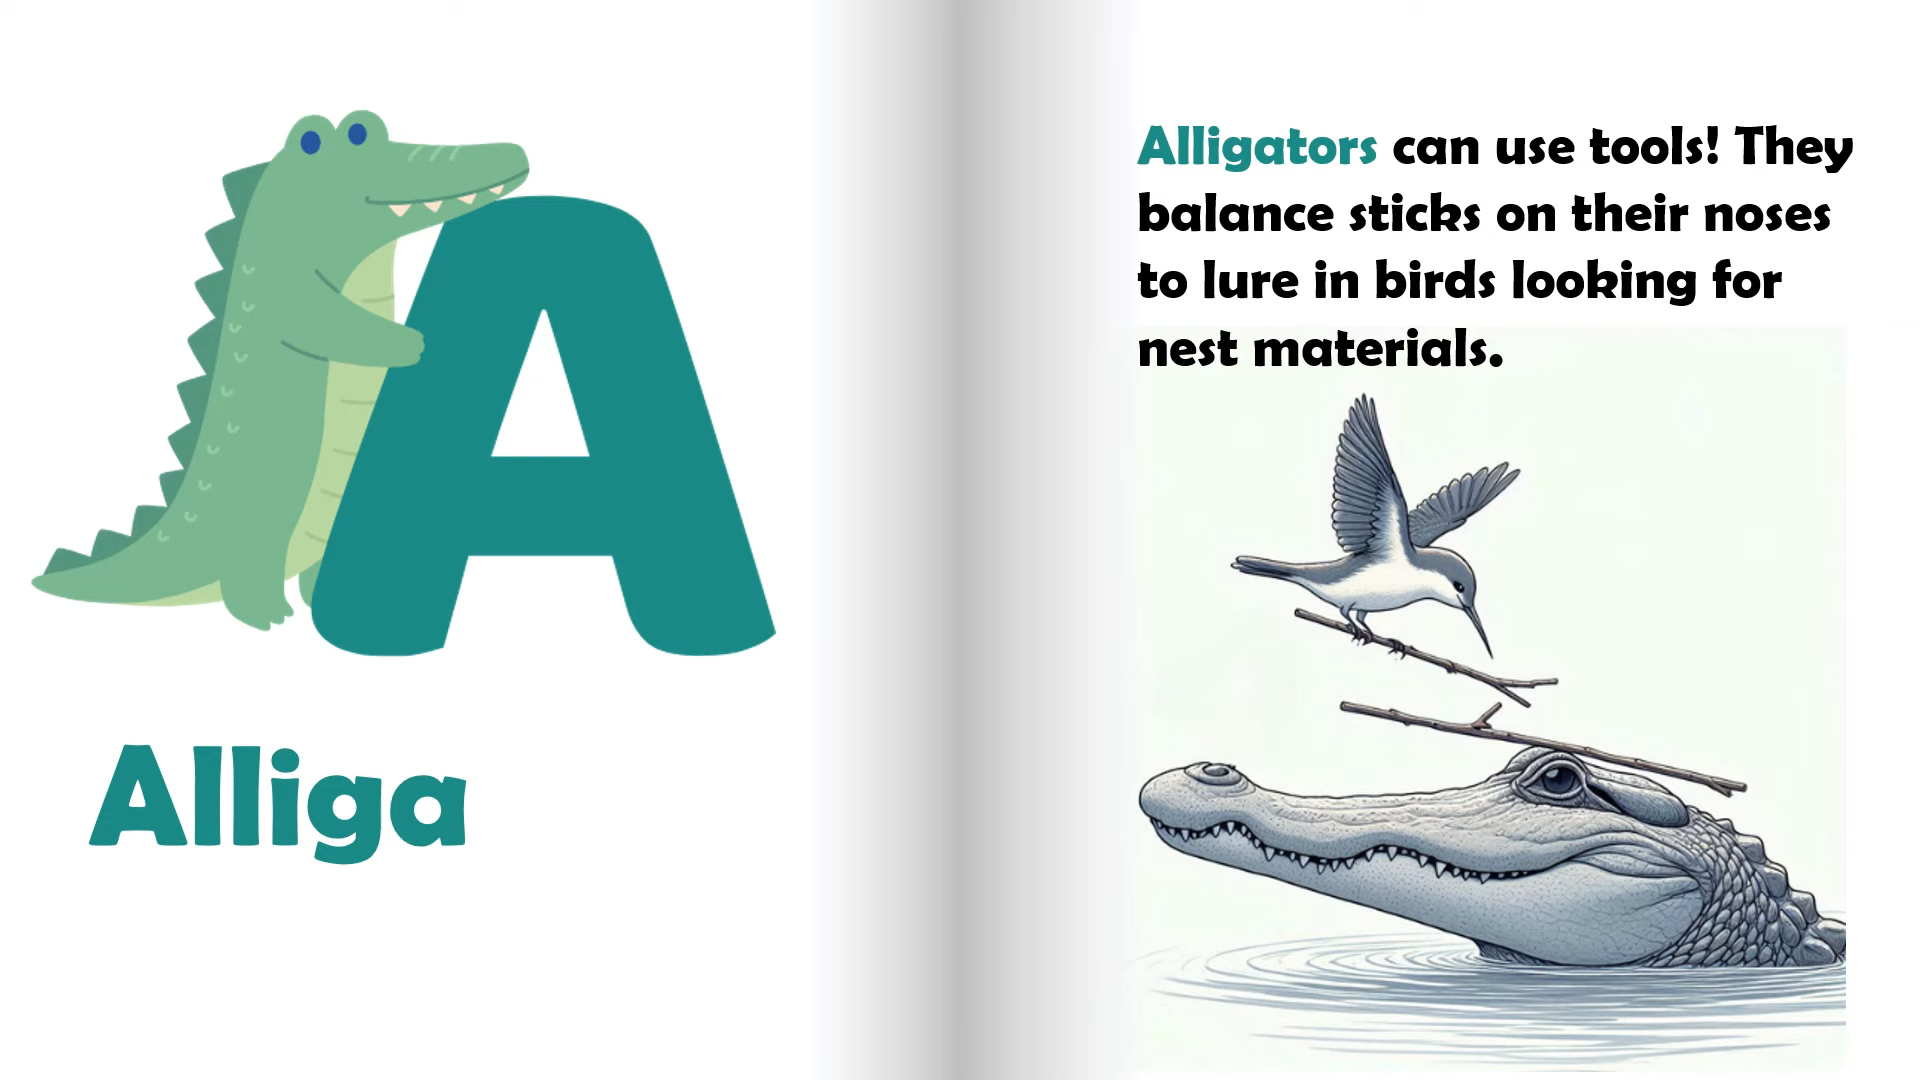 A
Alliga
Alligators can use tools! They
balance sticks on their noses
to lure in birds looking for
nest materials.